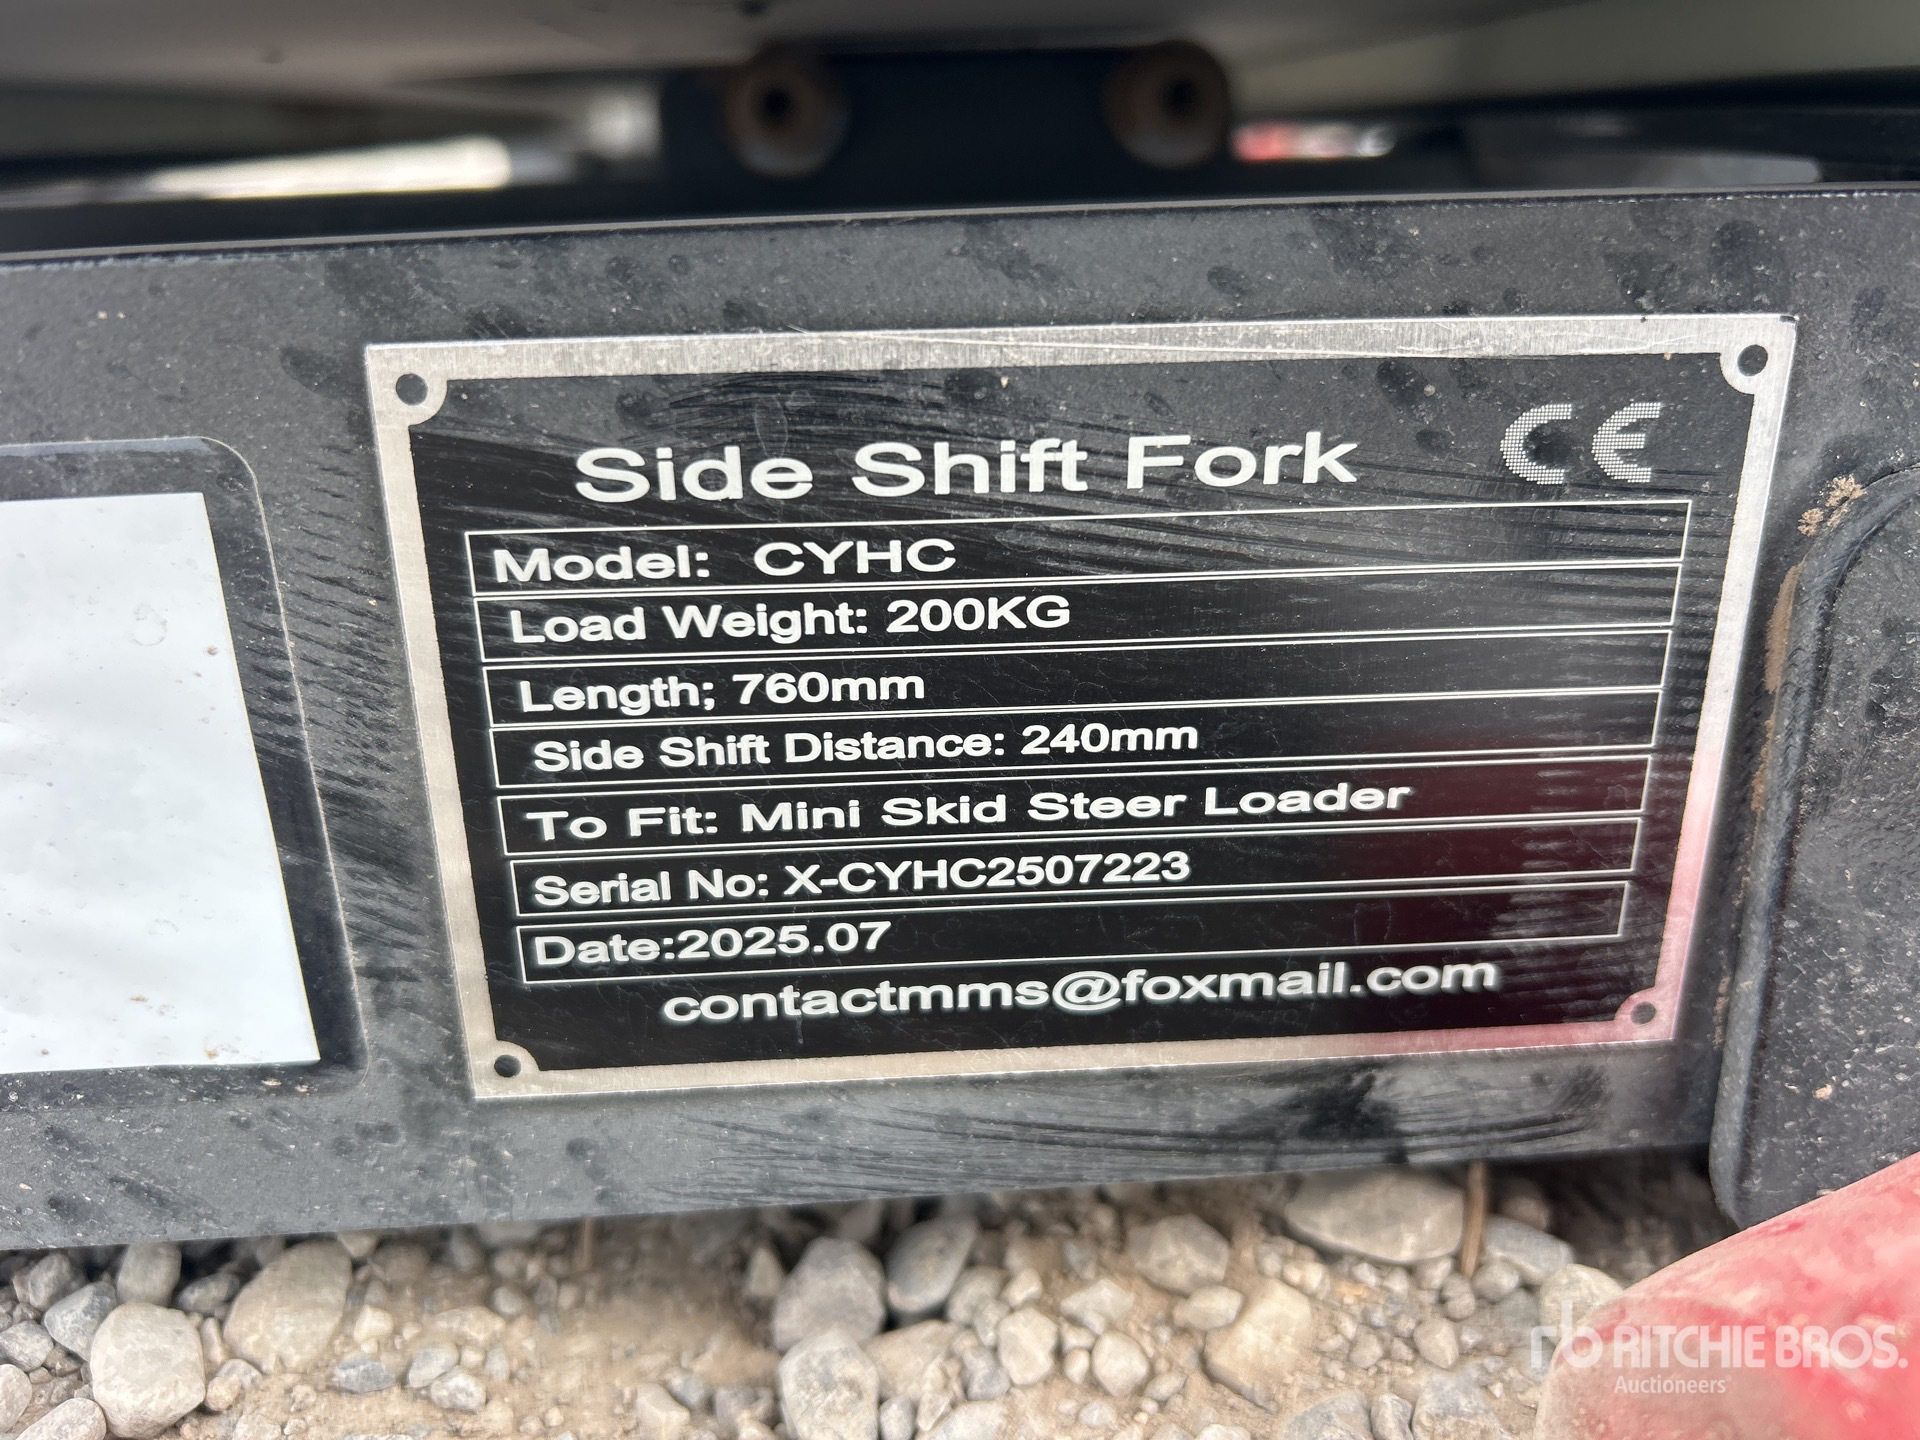 Side Shift Fork CE
Model: CYHC
Load Weight: 200KG
Length; 760mm
Side Shift Distance: 240mm
To Fit: Mini Skid Steer Loader
Serial No: X-CYHC2507223
Date:2025.07
contactmms@foxmail.com
rb RITCHIE BROS.
Auctioneers